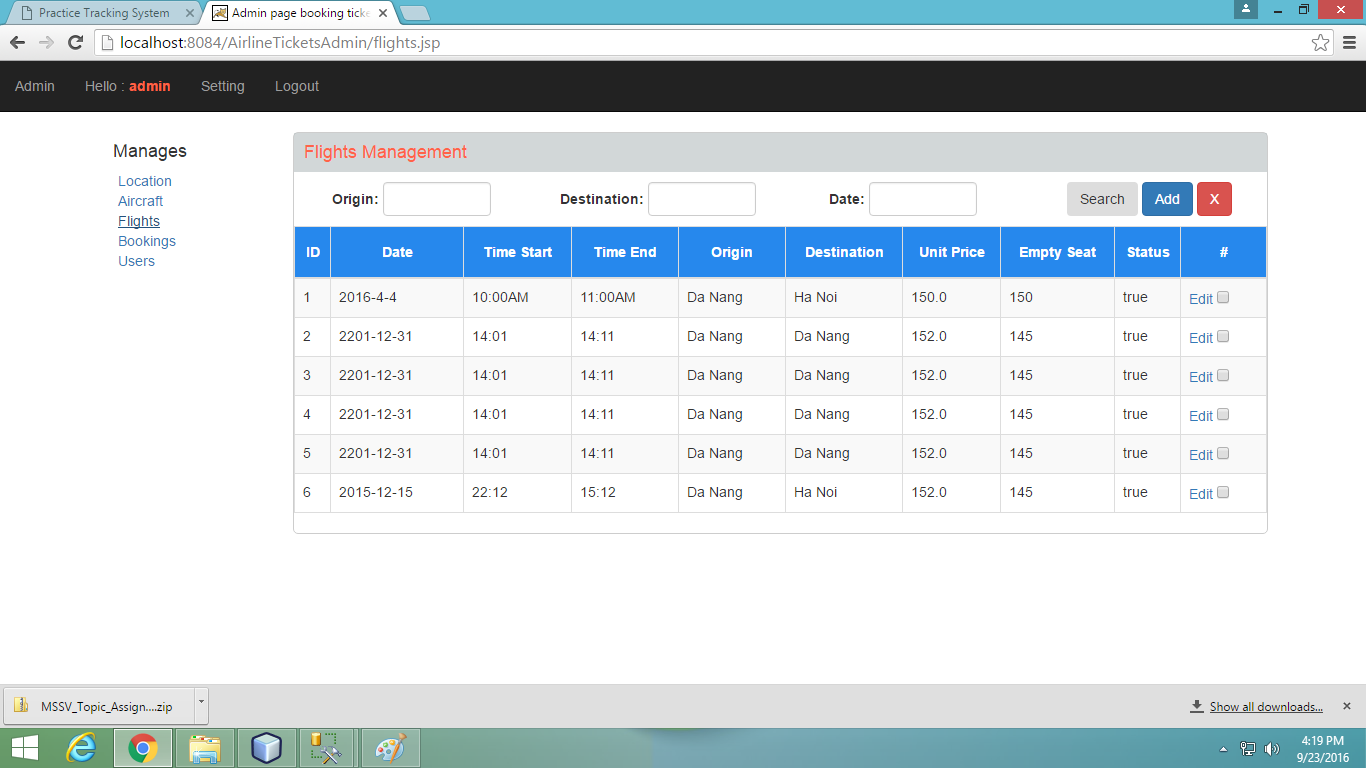 Practice Tracking System
Admin page booking ticke
localhost:8084/AirlineTicketsAdmin/flights.jsp
Admin Hello : admin Setting Logout
Manages
Location
Aircraft
Flights
Bookings
Users
Flights Management
Origin: Destination: Date: Search Add X
ID Date Time Start Time End Origin Destination Unit Price Empty Seat Status #
1 2016-4-4 10:00AM 11:00AM Da Nang Ha Noi 150.0 150 true Edit
2 2201-12-31 14:01 14:11 Da Nang Da Nang 152.0 145 true Edit
3 2201-12-31 14:01 14:11 Da Nang Da Nang 152.0 145 true Edit
4 2201-12-31 14:01 14:11 Da Nang Da Nang 152.0 145 true Edit
5 2201-12-31 14:01 14:11 Da Nang Da Nang 152.0 145 true Edit
6 2015-12-15 22:12 15:12 Da Nang Ha Noi 152.0 145 true Edit
MSSV_Topic_Assign....zip
Show all downloads...
4:19 PM
9/23/2016